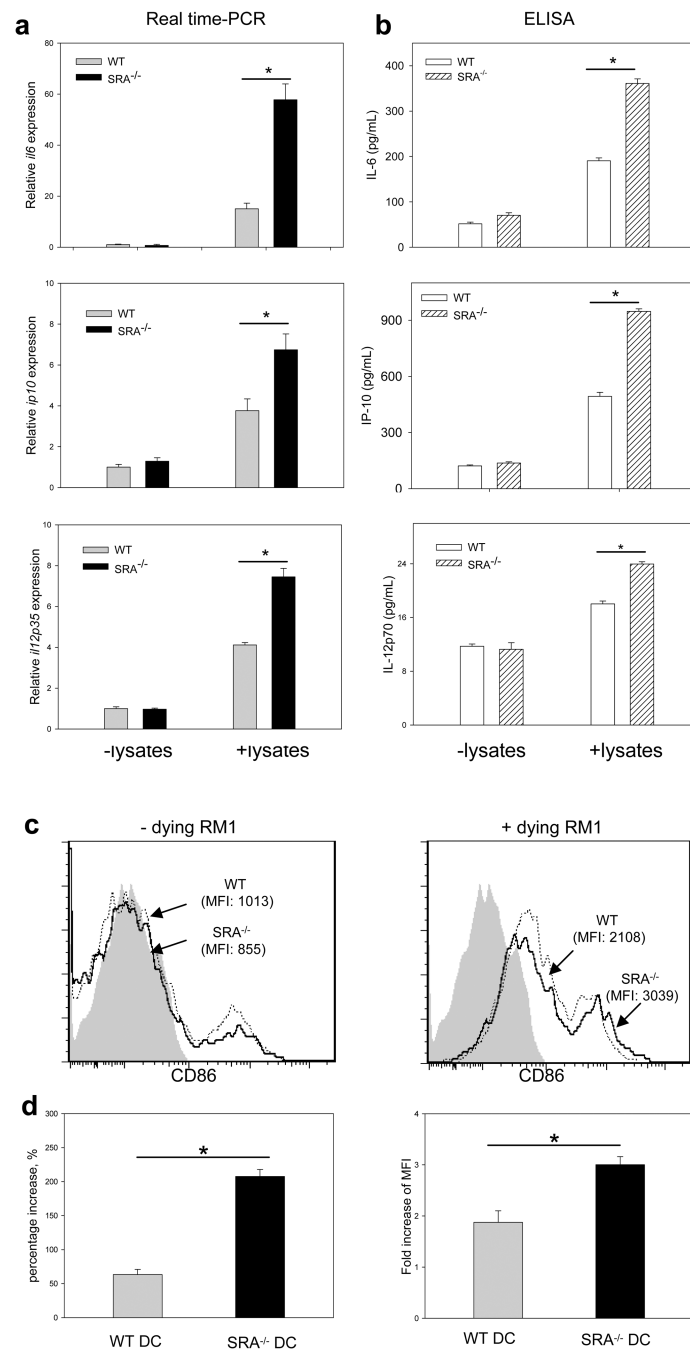 a
Real time-PCR
b
ELISA
60
40
20
0
Relative il6 expression
WT
SRA-/-
*
400
300
200
100
0
IL-6 (pg/mL)
WT
SRA-/-
*
10
8
6
4
2
0
Relative ip10 expression
WT
SRA-/-
*
900
600
300
0
IP-10 (pg/mL)
WT
SRA-/-
*
10
8
6
4
2
0
Relative il12p35 expression
WT
SRA-/-
*
-lysates
+lysates
24
18
12
6
0
IL-12p70 (pg/mL)
WT
SRA-/-
*
-lysates
+lysates
c
- dying RM1
WT
(MFI: 1013)
SRA-/-
(MFI: 855)
CD86
+ dying RM1
WT
(MFI: 2108)
SRA-/-
(MFI: 3039)
CD86
d
250
200
150
100
50
0
percentage increase, %
*
WT DC
SRA-/- DC
4
3
2
1
0
Fold increase of MFI
*
WT DC
SRA-/- DC